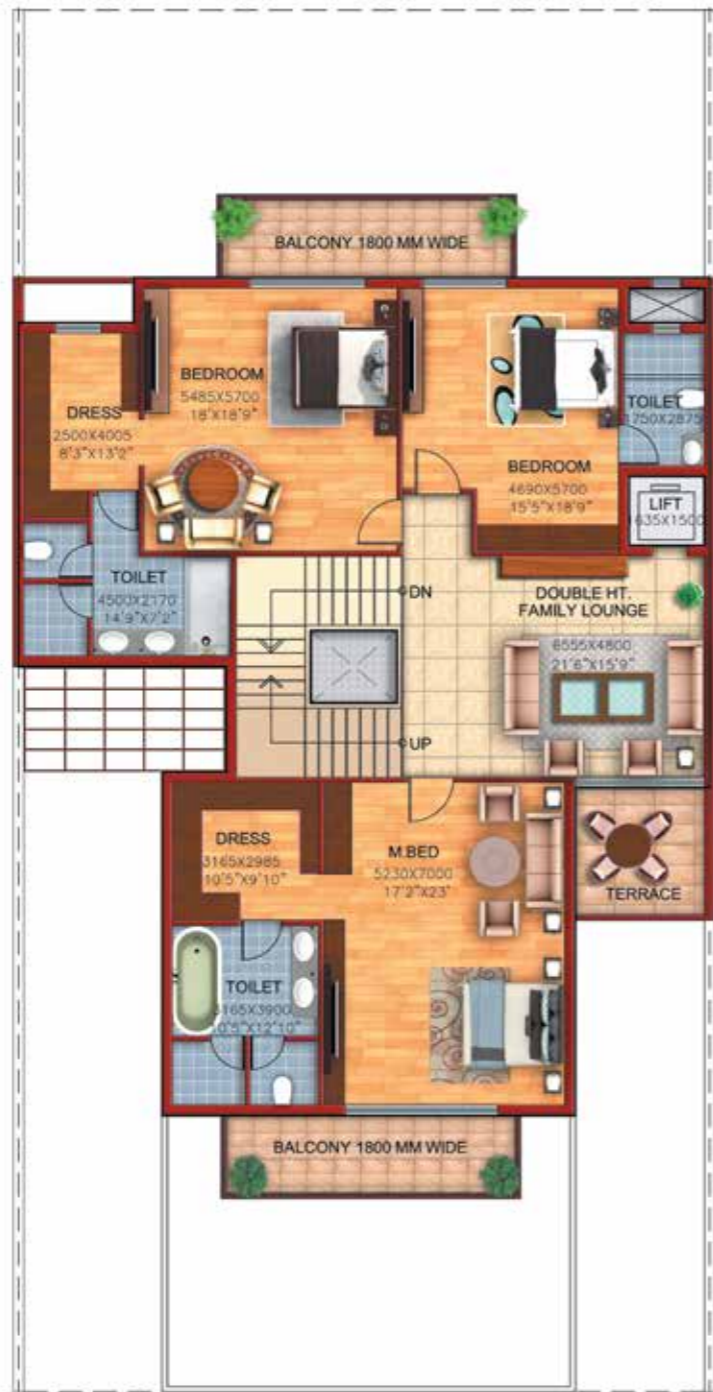 BALCONY 1800 MM WIDE
BEDROOM
5485X5700
18'X18'9"
DRESS
2500X4005
8'3"X13'2"
TOILET
1750X2875
BEDROOM
4690X5700
15'5"X18'9"
LIFT
1635X1500
TOILET
4500X2170
14'9"X7'2"
DN
DOUBLE HT.
FAMILY LOUNGE
6555X4800
21'6"X15'9"
UP
DRESS
3165X2985
10'5"X9'10"
M.BED
5230X7000
17'2"X23'
TERRACE
TOILET
3165X3900
10'5"X12'10"
BALCONY 1800 MM WIDE